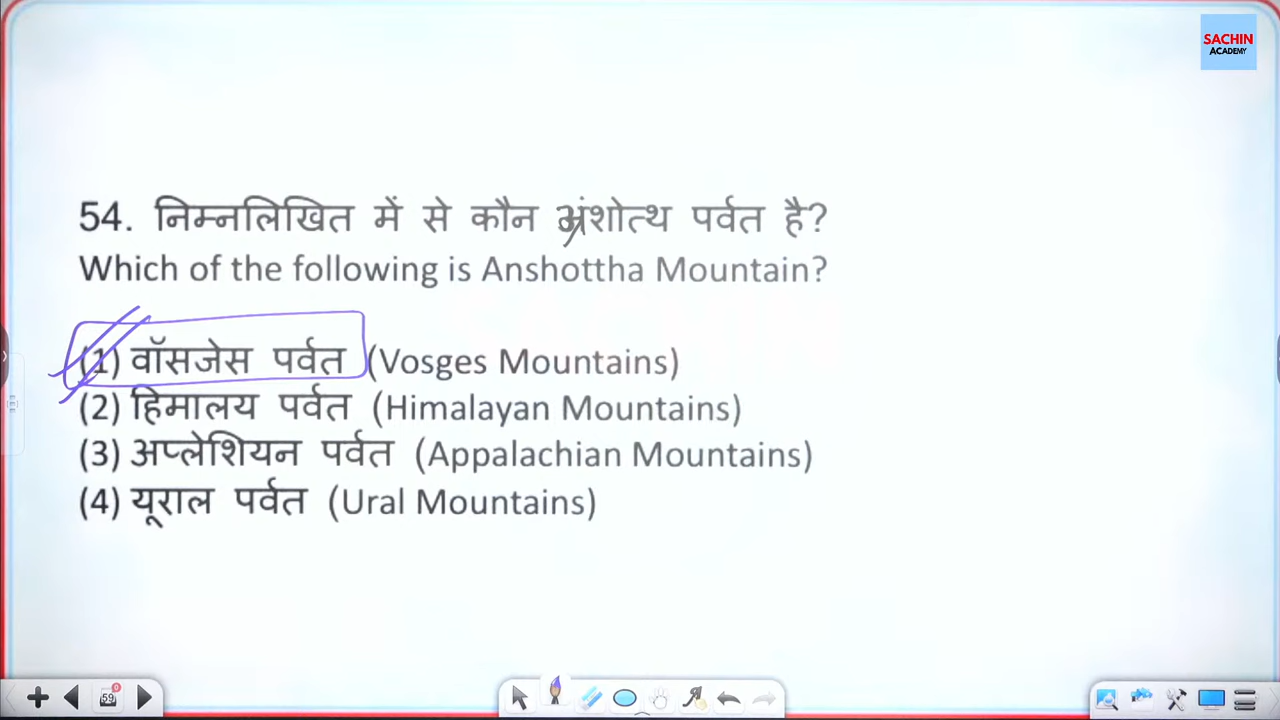 SACHIN
ACADEMY
54. निम्नलिखित में से कौन अंशोत्थ पर्वत है?
Which of the following is Anshottha Mountain?
(1) वॉसजेस पर्वत (Vosges Mountains)
(2) हिमालय पर्वत (Himalayan Mountains)
(3) अप्लेशियन पर्वत (Appalachian Mountains)
(4) यूराल पर्वत (Ural Mountains)
59